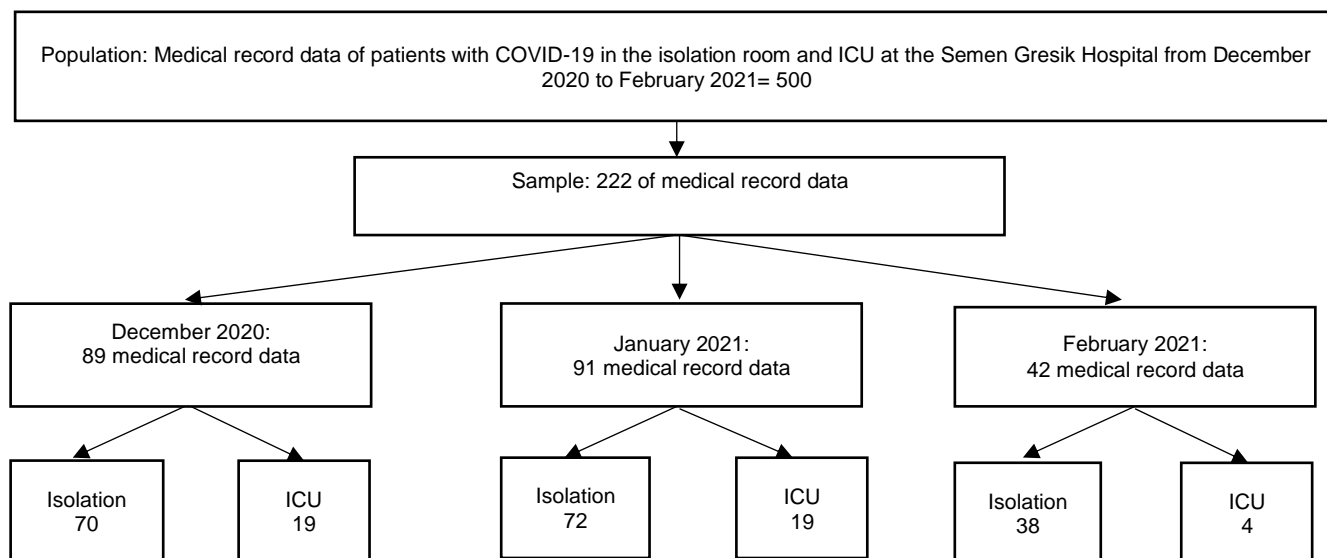 Population: Medical record data of patients with COVID-19 in the isolation room and ICU at the Semen Gresik Hospital from December
2020 to February 2021= 500
Sample: 222 of medical record data
December 2020:
89 medical record data
January 2021:
91 medical record data
February 2021:
42 medical record data
Isolation
70
ICU
19
Isolation
72
ICU
19
Isolation
38
ICU
4